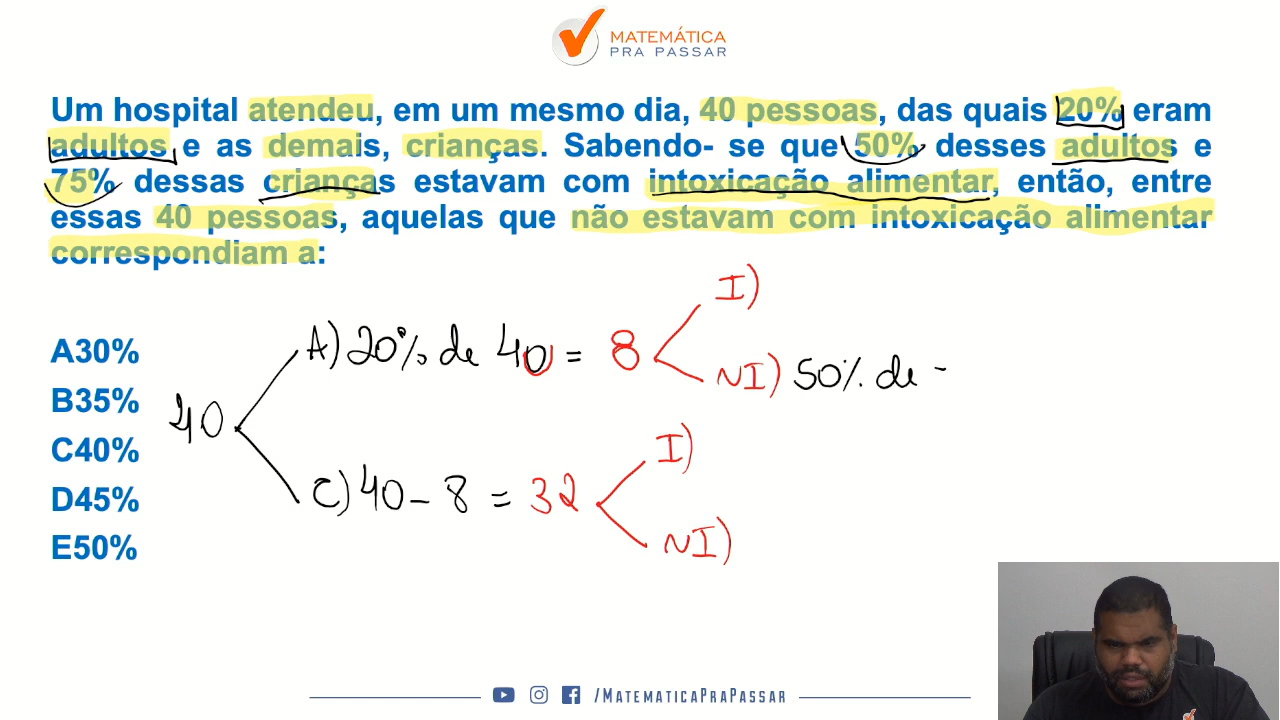 MATEMÁTICA
PRA PASSAR
Um hospital atendeu, em um mesmo dia, 40 pessoas, das quais 20% eram
adultos e as demais, crianças. Sabendo- se que 50% desses adultos e
75% dessas crianças estavam com intoxicação alimentar, então, entre
essas 40 pessoas, aquelas que não estavam com intoxicação alimentar
correspondiam a:
I)
A30%
A) 20% de 40 = 8
NI) 50% de -
B35%
40
C40%
I)
D45%
C) 40 - 8 = 32
E50%
NI)
/MATEMATICAPRAPASSAR